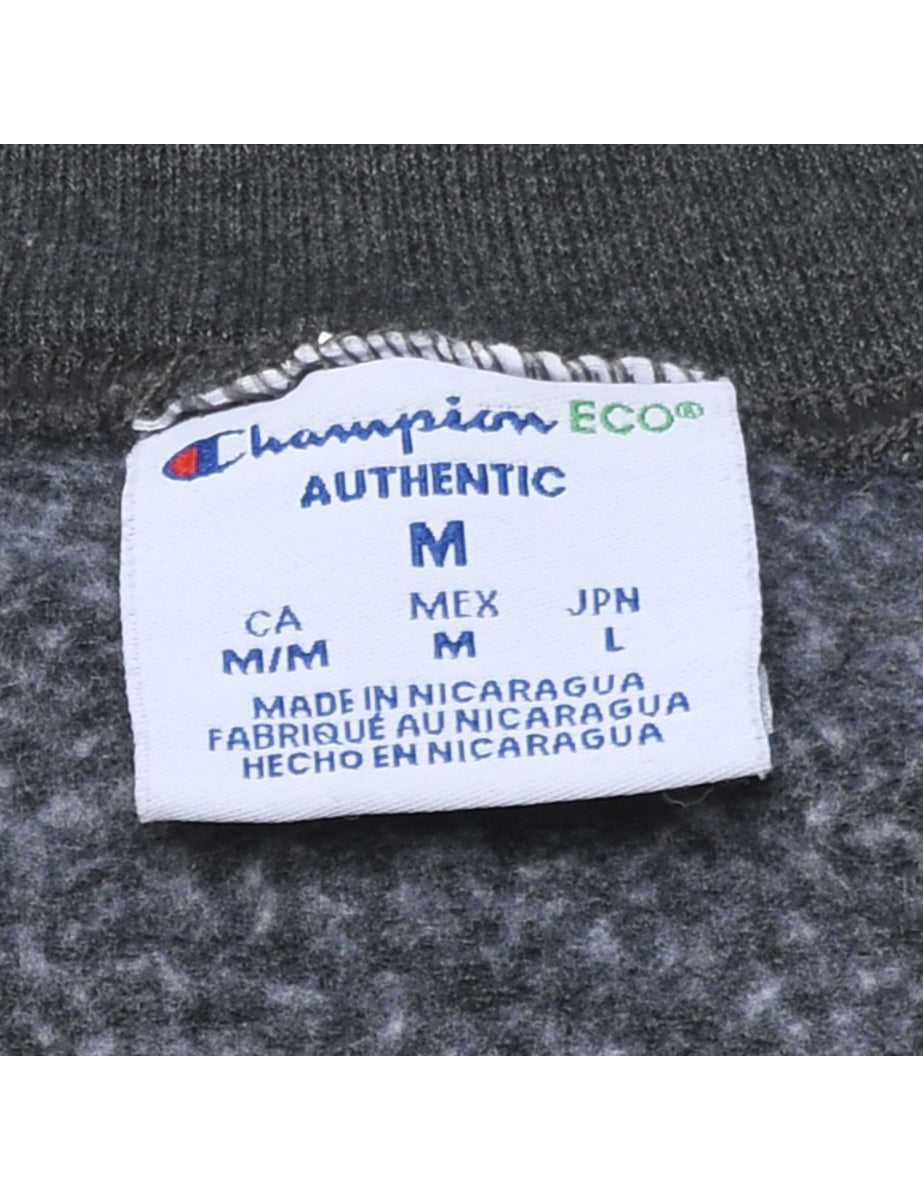 Champion ECO®
AUTHENTIC
M
CA MEX JPN
M/M M L
MADE IN NICARAGUA
FABRIQUÉ AU NICARAGUA
HECHO EN NICARAGUA